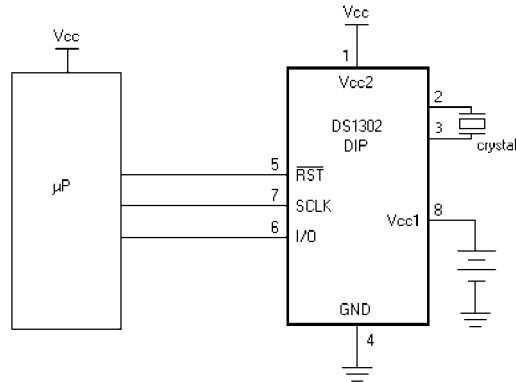 Vcc
Vcc
1
Vcc2
2
DS1302
DIP
3
crystal
5
RST
µP
7
SCLK
6
I/O
Vcc1
8
GND
4